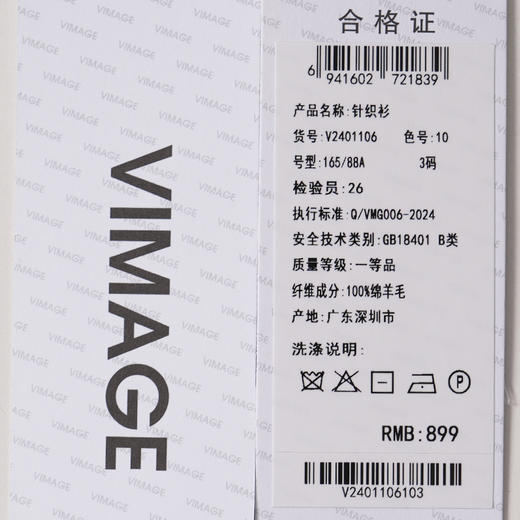 VIMAGE
合格证
6 941602 721839
产品名称:针织衫
货号:V2401106 色号:10
号型:165/88A 3码
检验员:26
执行标准:Q/VMG006-2024
安全技术类别:GB18401 B类
质量等级:一等品
纤维成分:100%绵羊毛
产地:广东深圳市
洗涤说明:
P
RMB:899
V2401106103